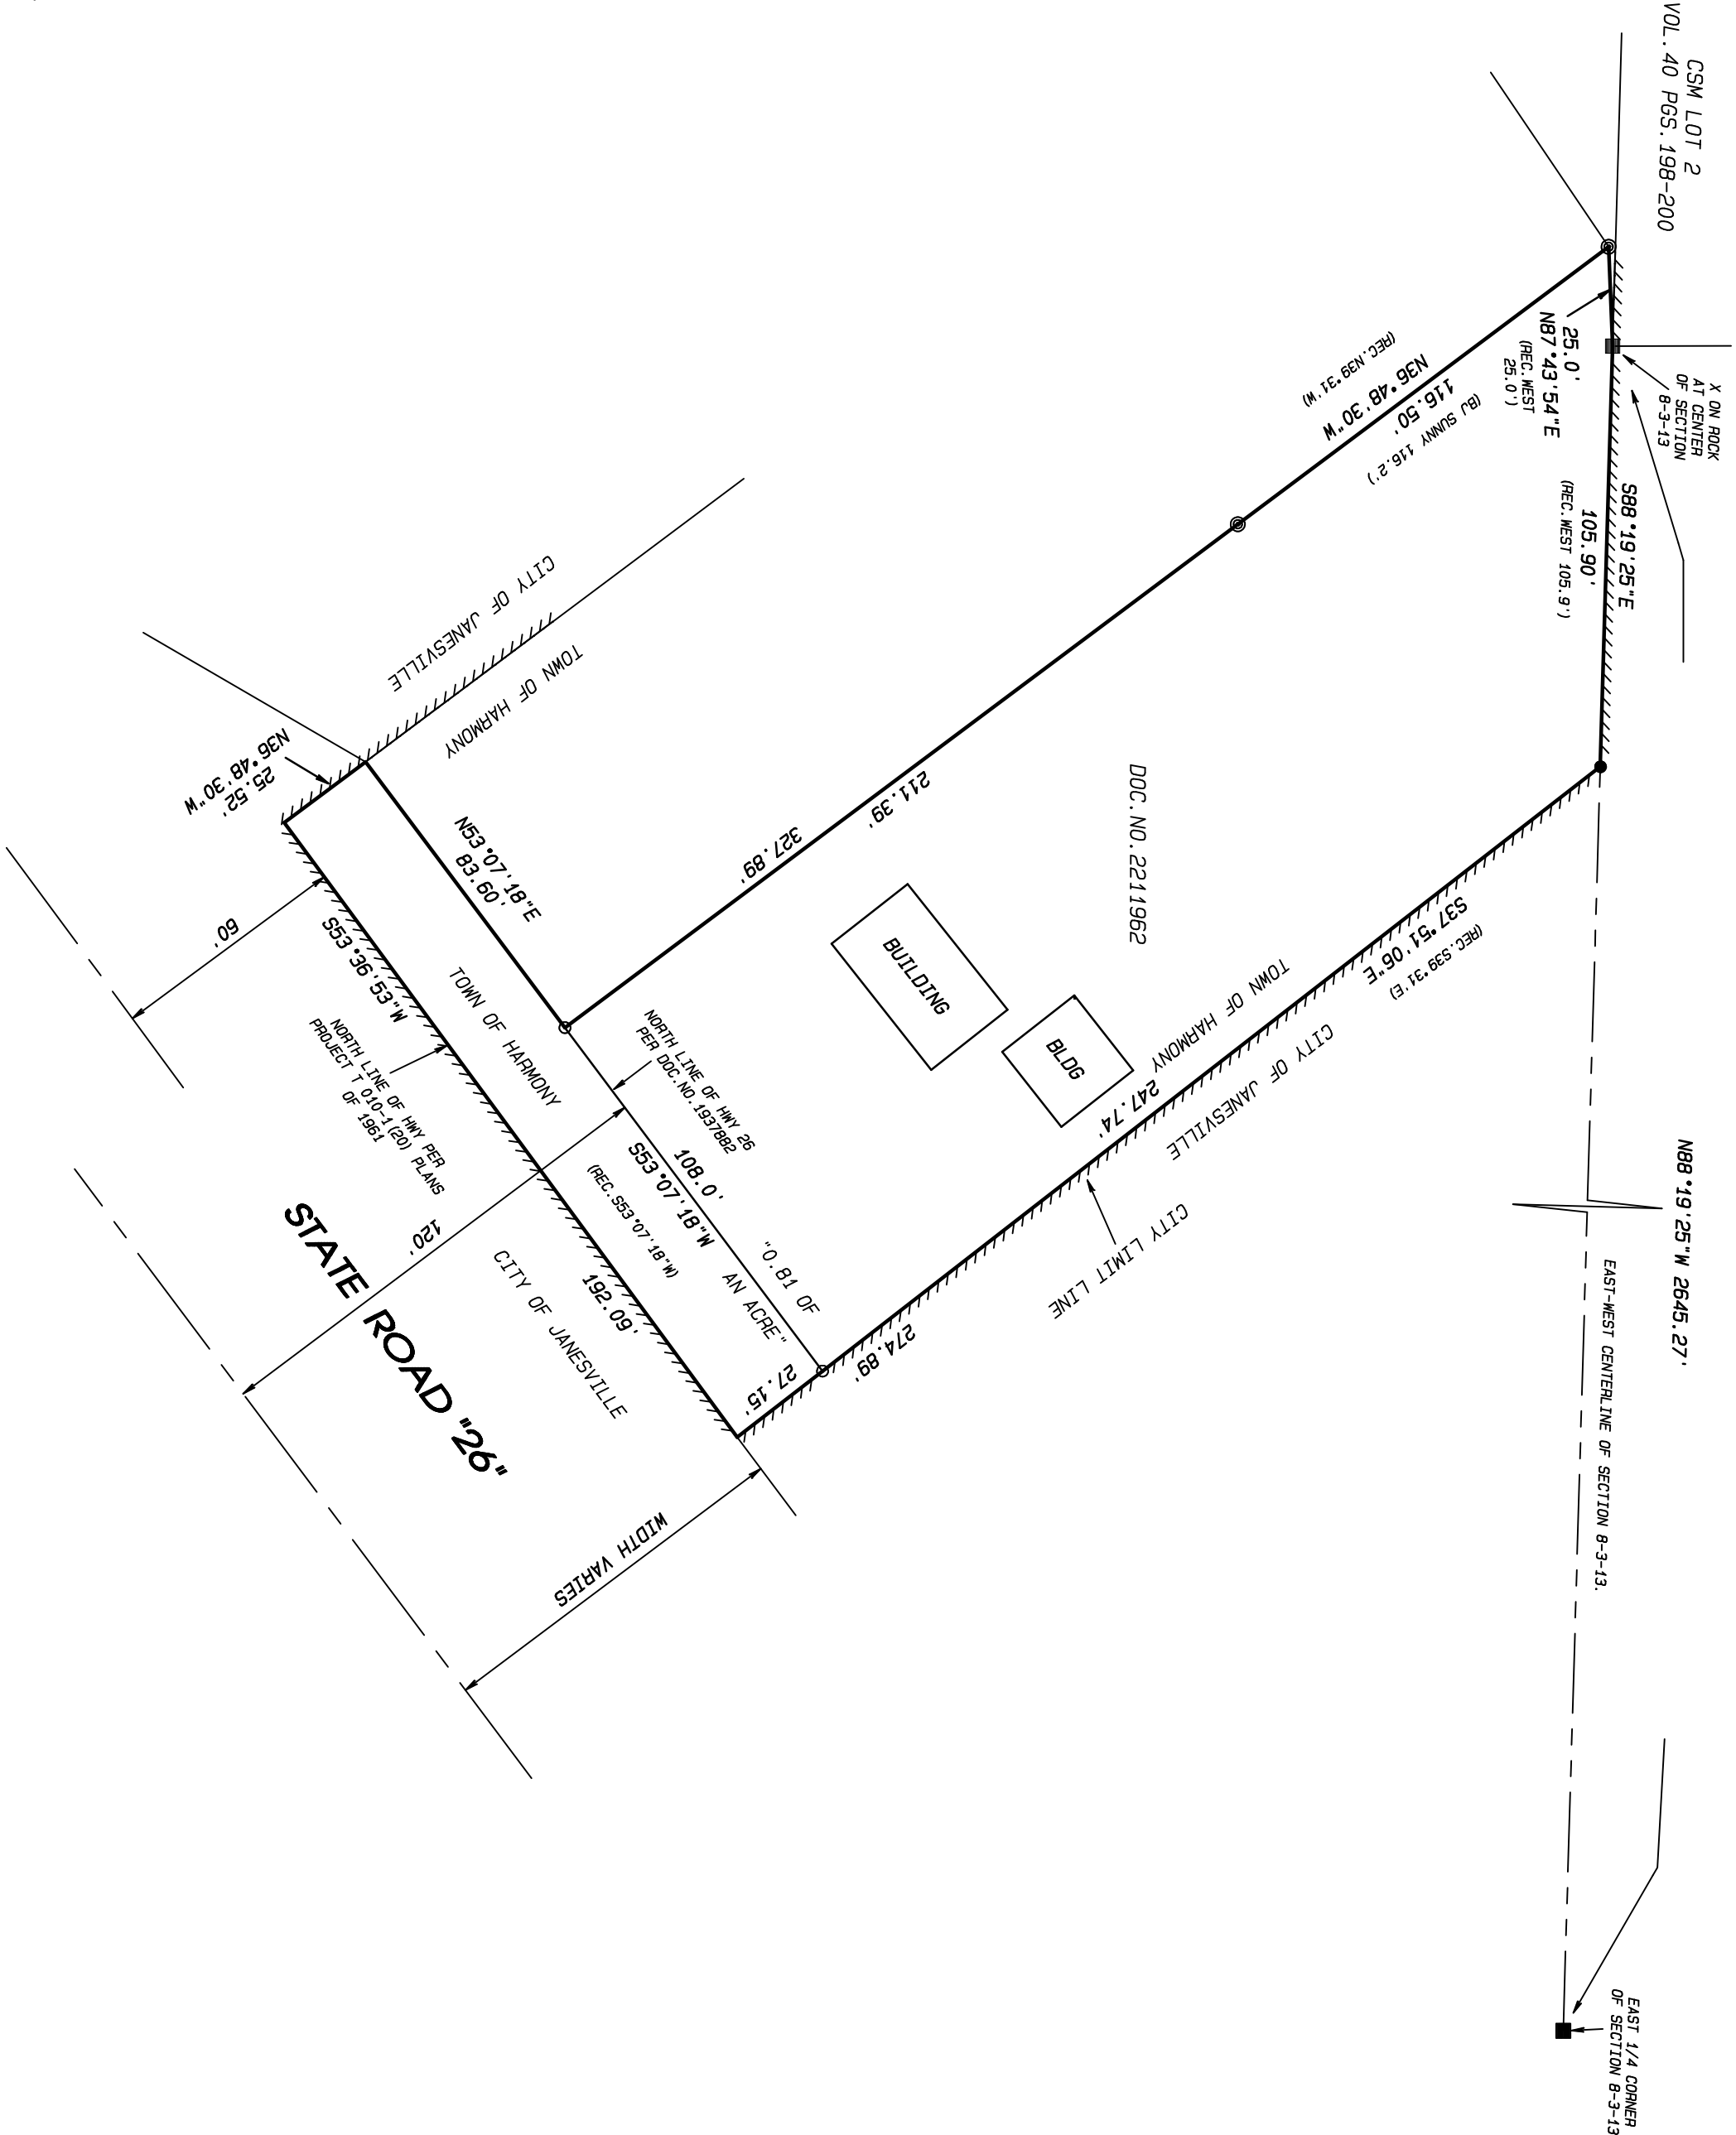 CSM LOT 2
VOL. 40 PGS. 198-200
X ON ROCK
AT CENTER
OF SECTION
8-3-13
25.0'
N87°43'54"E
(REC. WEST
25.0')
S88°19'25"E
105.90'
(REC. WEST 105.9')
N88°19'25"W 2645.27'
EAST-WEST CENTERLINE OF SECTION 8-3-13.
EAST 1/4 CORNER
OF SECTION 8-3-13
(REC. N39°31'W)
N36°48'30"W
116.50'
(BJ SUNNY 116.2')
211.39'
327.89'
DOC. NO. 2211962
BUILDING
BLDG
(REC. S39°31'E)
S37°51'06"E
TOWN OF HARMONY
CITY OF JANESVILLE
247.74'
CITY LIMIT LINE
274.89'
27.15'
CITY OF JANESVILLE
TOWN OF HARMONY
N36°48'30"W
25.52'
N53°07'18"E
83.60'
NORTH LINE OF HWY 26
PER DOC. NO. 1937882
108.0'
S53°07'18"W
(REC. S53°07'18"W)
"0.81 OF
AN ACRE"
TOWN OF HARMONY
S53°36'53"W
192.09'
NORTH LINE OF HWY PER
PROJECT T 010-1(20) PLANS
OF 1961
60'
120'
CITY OF JANESVILLE
STATE ROAD "26"
WIDTH VARIES